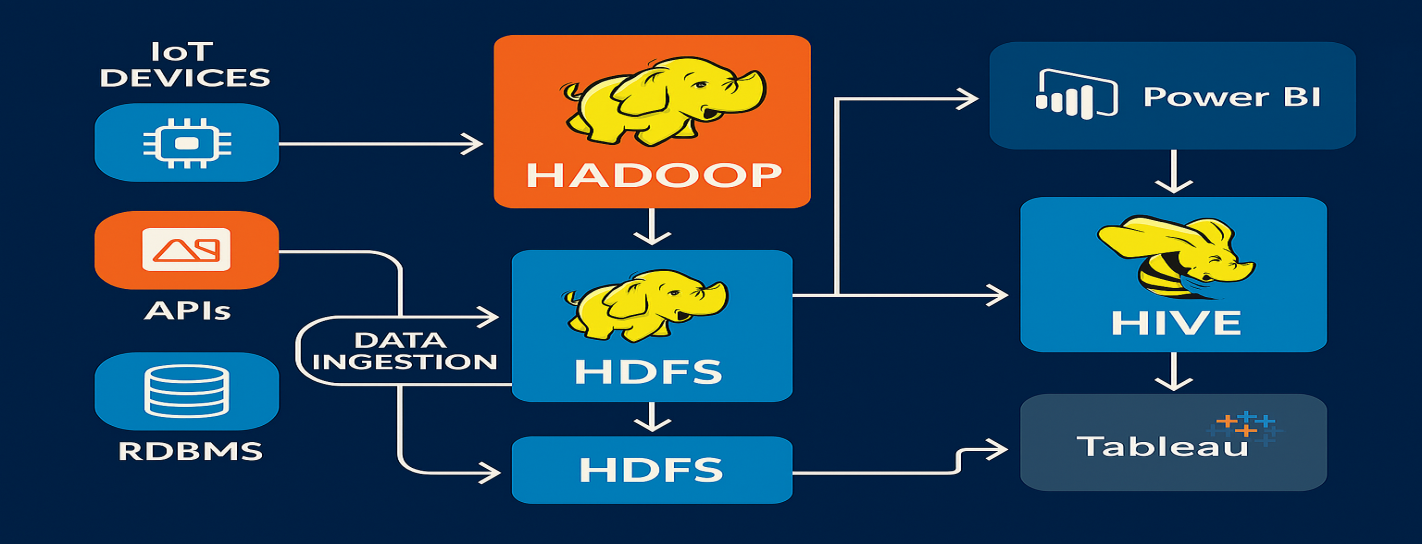 IoT
DEVICES
APIs
RDBMS
DATA
INGESTION
HADOOP
HDFS
HDFS
Power BI
HIVE
Tableau